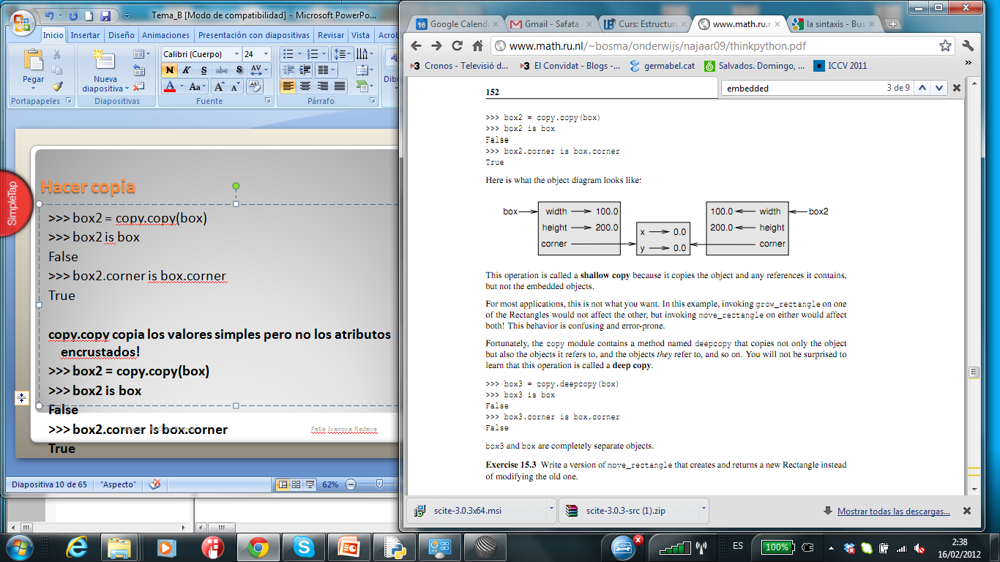 Tema_B [Modo de compatibilidad] - Microsoft PowerPo...
Inicio Insertar Diseño Animaciones Presentación con diapositivas Revisar Vista Acrob
Pegar
Portapapeles
Nueva
diapositiva
Diapositivas
Calibri (Cuerpo) 24
N K S abc S AV
A Aa A A
Fuente
Párrafo
Dibu
SimpleTap
Hacer copia
>>> box2 = copy.copy(box)
>>> box2 is box
False
>>> box2.corner is box.corner
True
copy.copy copia los valores simples pero no los atributos
encrustados!
>>> box2 = copy.copy(box)
>>> box2 is box
False
>>> box2.corner is box.corner
True
Petia Ivanova Radeva
Diapositiva 10 de 65 "Aspecto" 62%
16 Google Calenda Gmail - Safata Curs: Estructura www.math.ru.n la sintaxis - Bus
www.math.ru.nl/~bosma/onderwijs/najaar09/thinkpython.pdf
3 Cronos - Televisió d... 3 El Convidat - Blogs -... germabel.cat 6 Salvados. Domingo, ... ICCV 2011 »
embedded 3 de 9
152
>>> box2 = copy.copy(box)
>>> box2 is box
False
>>> box2.corner is box.corner
True
Here is what the object diagram looks like:
box width 100.0 100.0 width box2
height 200.0 x 0.0 200.0 height
corner y 0.0 corner
This operation is called a shallow copy because it copies the object and any references it contains,
but not the embedded objects.
For most applications, this is not what you want. In this example, invoking grow_rectangle on one
of the Rectangles would not affect the other, but invoking move_rectangle on either would affect
both! This behavior is confusing and error-prone.
Fortunately, the copy module contains a method named deepcopy that copies not only the object
but also the objects it refers to, and the objects they refer to, and so on. You will not be surprised to
learn that this operation is called a deep copy.
>>> box3 = copy.deepcopy(box)
>>> box3 is box
False
>>> box3.corner is box.corner
False
box3 and box are completely separate objects.
Exercise 15.3 Write a version of move_rectangle that creates and returns a new Rectangle instead
of modifying the old one.
scite-3.0.3x64.msi scite-3.0.3-src (1).zip Mostrar todas las descargas...
ES 100% 2:38
16/02/2012